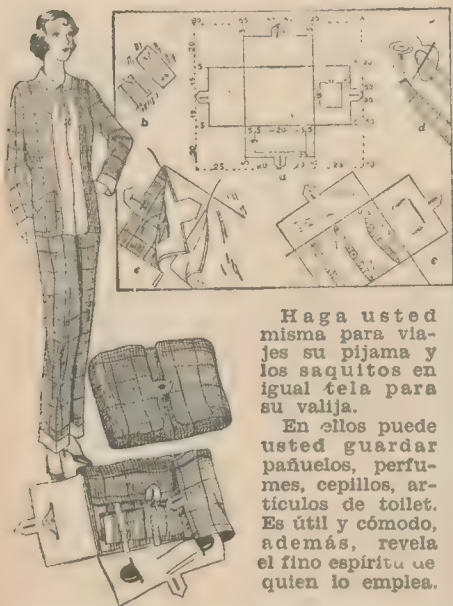 b
a
d
c
e
Haga usted
misma para via-
jes su pijama y
los saquitos en
igual tela para
su valija.
En ellos puede
usted guardar
pañuelos, perfu-
mes, cepillos, ar-
tículos de toilet.
Es útil y cómodo,
además, revela
el fino espíritu de
quien lo emplea.